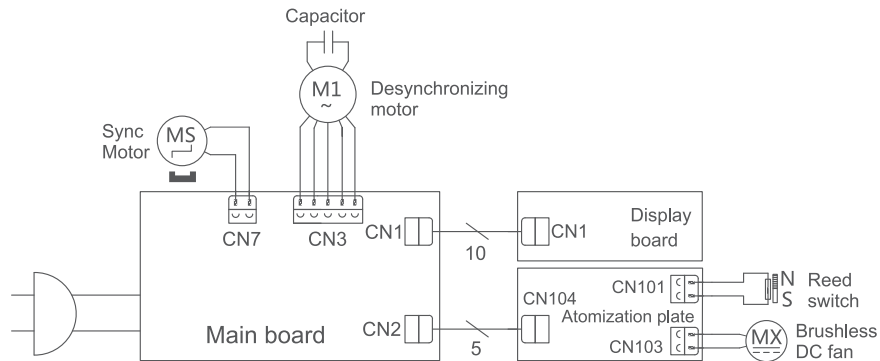 Capacitor
M1
~
Desynchronizing
motor
Sync
Motor
MS
CN7
CN3
CN1
10
CN1
Display
board
Main board
CN2
5
CN104
CN101
Atomization plate
CN103
N
S
Reed
switch
MX
Brushless
DC fan